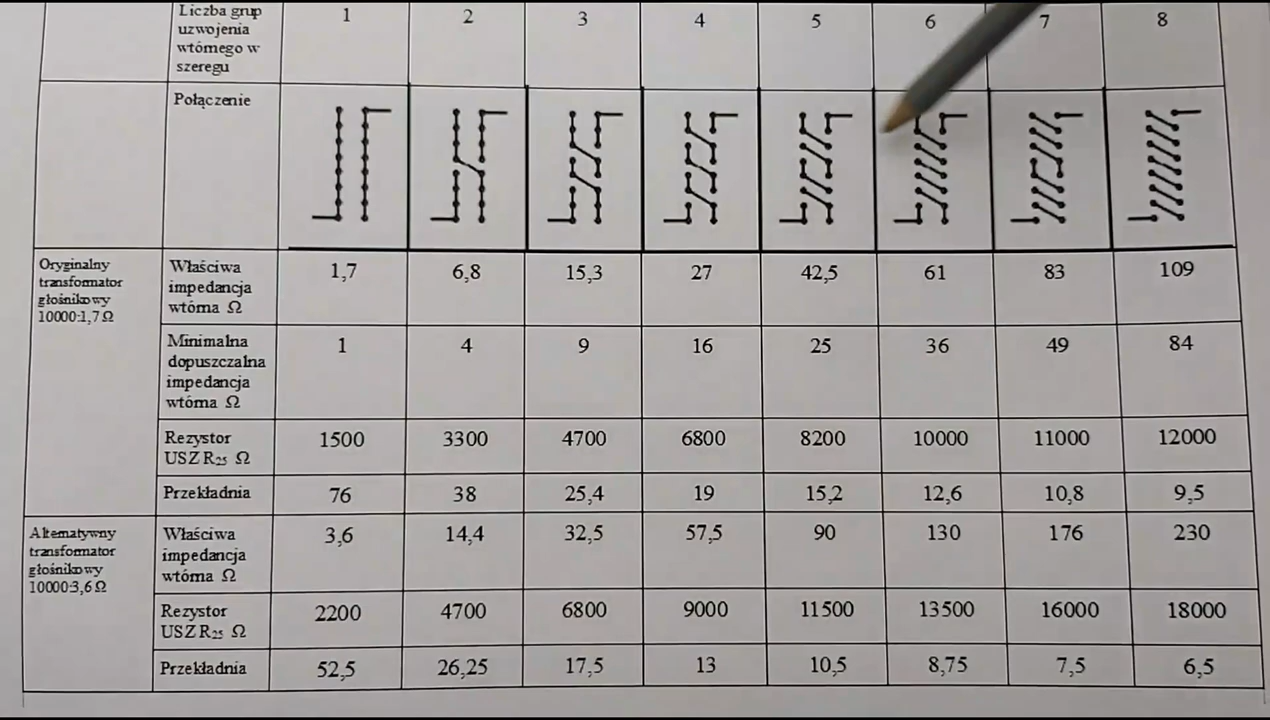 Liczba grup uzwojenia wtórnego w szeregu 1 2 3 4 5 6 7 8
Połączenie
Oryginalny transformator głośnikowy 10000:1,7 Ω
Właściwa impedancja wtórna Ω 1,7 6,8 15,3 27 42,5 61 83 109
Minimalna dopuszczalna impedancja wtórna Ω 1 4 9 16 25 36 49 84
Rezystor USZ R25 Ω 1500 3300 4700 6800 8200 10000 11000 12000
Przekładnia 76 38 25,4 19 15,2 12,6 10,8 9,5
Alternatywny transformator głośnikowy 10000:3,6 Ω
Właściwa impedancja wtórna Ω 3,6 14,4 32,5 57,5 90 130 176 230
Rezystor USZ R25 Ω 2200 4700 6800 9000 11500 13500 16000 18000
Przekładnia 52,5 26,25 17,5 13 10,5 8,75 7,5 6,5